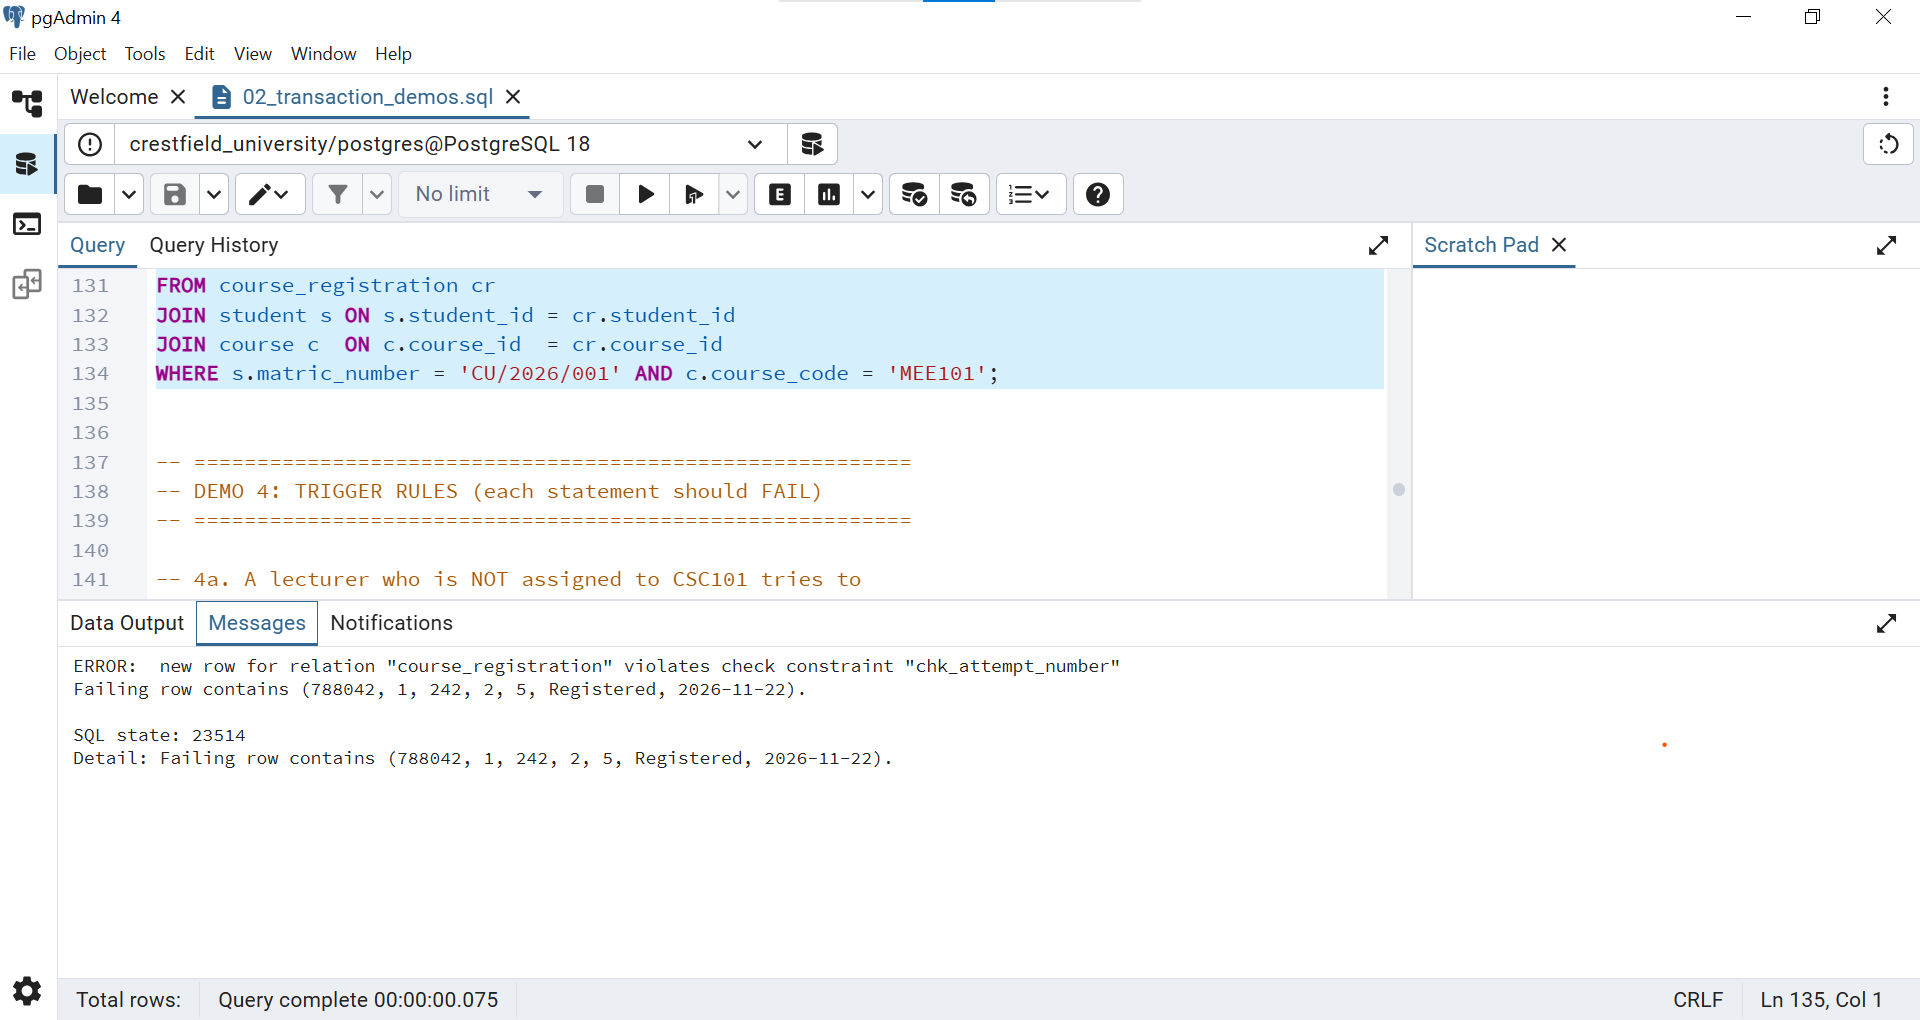 pgAdmin 4
File Object Tools Edit View Window Help
Welcome 02_transaction_demos.sql
crestfield_university/postgres@PostgreSQL 18
No limit
E
Query Query History
Scratch Pad
131 FROM course_registration cr
132 JOIN student s ON s.student_id = cr.student_id
133 JOIN course c  ON c.course_id  = cr.course_id
134 WHERE s.matric_number = 'CU/2026/001' AND c.course_code = 'MEE101';
135
136
137 -- =========================================================
138 -- DEMO 4: TRIGGER RULES (each statement should FAIL)
139 -- =========================================================
140
141 -- 4a. A lecturer who is NOT assigned to CSC101 tries to
Data Output Messages Notifications
ERROR:  new row for relation "course_registration" violates check constraint "chk_attempt_number"
Failing row contains (788042, 1, 242, 2, 5, Registered, 2026-11-22).
SQL state: 23514
Detail: Failing row contains (788042, 1, 242, 2, 5, Registered, 2026-11-22).
Total rows: Query complete 00:00:00.075 CRLF Ln 135, Col 1